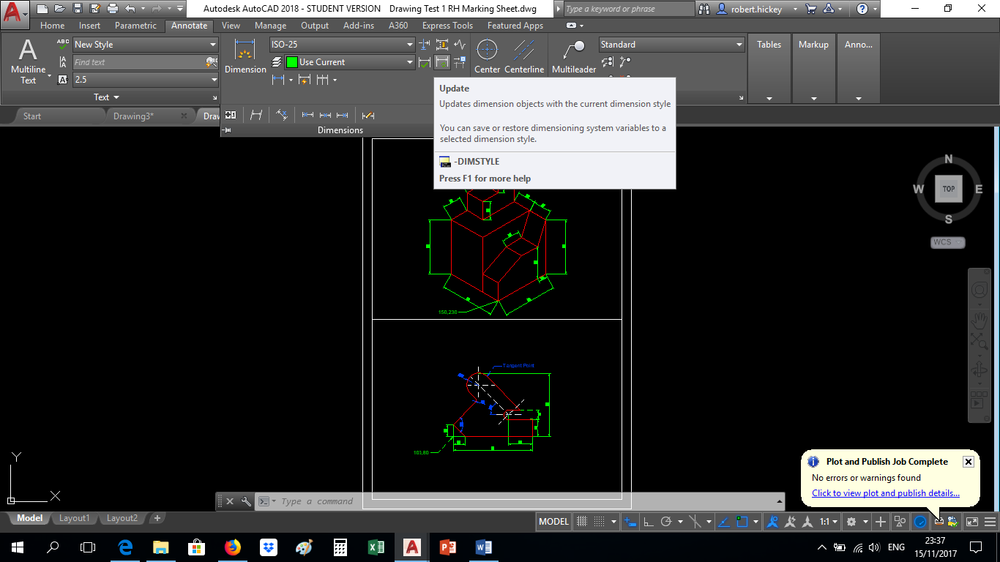 Autodesk AutoCAD 2018 - STUDENT VERSION Drawing Test 1 RH Marking Sheet.dwg
Type a keyword or phrase
robert.hickey
Home Insert Parametric Annotate View Manage Output Add-ins A360 Express Tools Featured Apps
A
Multiline
Text
ABC
New Style
Find text
2.5
Text
Dimension
ISO-25
Use Current
Center
Centerline
Multileader
Standard
Tables
Markup
Anno...
Start
Drawing3*
Draw
Dimensions
Update
Updates dimension objects with the current dimension style
You can save or restore dimensioning system variables to a
selected dimension style.
-DIMSTYLE
Press F1 for more help
N
W TOP E
S
WCS
150,230
Tangent Point
100,80
Y
X
Type a command
Plot and Publish Job Complete
No errors or warnings found
Click to view plot and publish details...
Model Layout1 Layout2 +
MODEL
1:1
ENG
23:37
15/11/2017